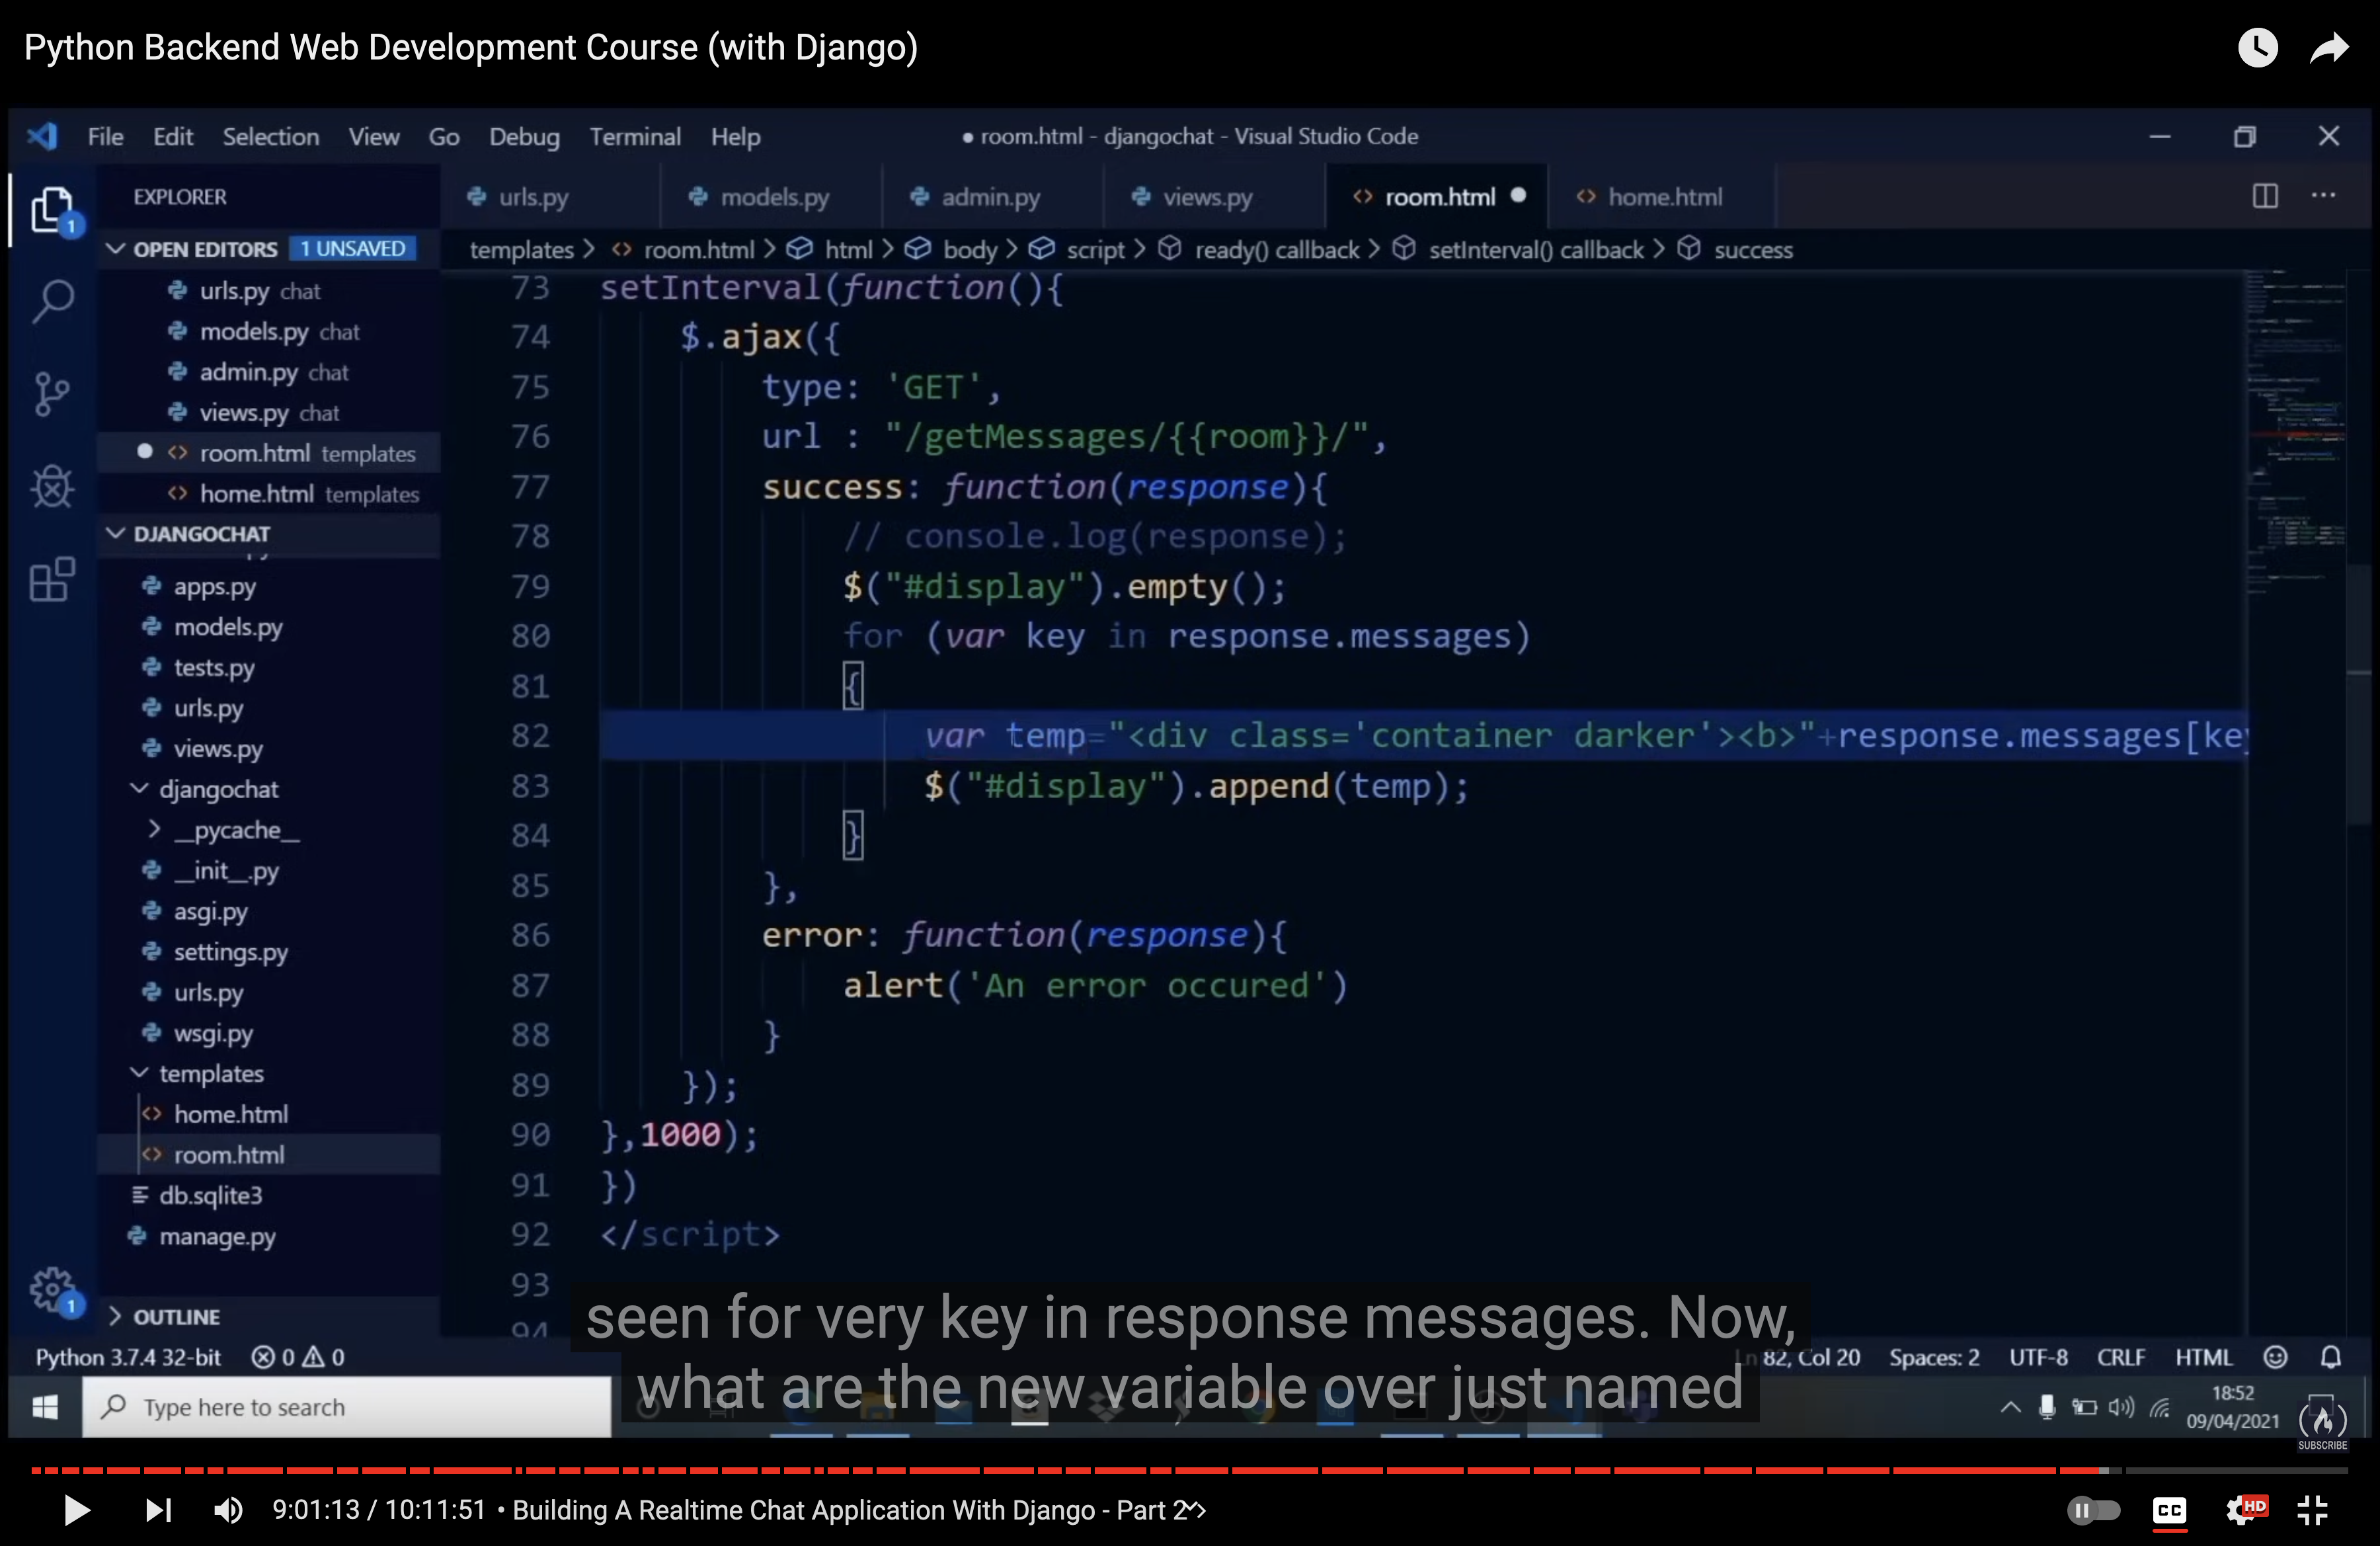 Python Backend Web Development Course (with Django)
File Edit Selection View Go Debug Terminal Help
● room.html - djangochat - Visual Studio Code
EXPLORER
urls.py models.py admin.py views.py room.html ● home.html
OPEN EDITORS 1 UNSAVED
templates > room.html > html > body > script > ready() callback > setInterval() callback > success
urls.py chat
models.py chat
admin.py chat
views.py chat
● room.html templates
home.html templates
DJANGOCHAT
apps.py
models.py
tests.py
urls.py
views.py
djangochat
__pycache__
__init__.py
asgi.py
settings.py
urls.py
wsgi.py
templates
home.html
room.html
db.sqlite3
manage.py
OUTLINE
1
1
73 setInterval(function(){
74 $.ajax({
75 type: 'GET',
76 url : "/getMessages/{{room}}/",
77 success: function(response){
78 // console.log(response);
79 $("#display").empty();
80 for (var key in response.messages)
81 {
82 var temp="<div class='container darker'><b>"+response.messages[key
83 $("#display").append(temp);
84 }
85 },
86 error: function(response){
87 alert('An error occured')
88 }
89 });
90 },1000);
91 })
92 </script>
93
94
seen for very key in response messages. Now,
what are the new variable over just named
Python 3.7.4 32-bit 0 0
Ln 82, Col 20 Spaces: 2 UTF-8 CRLF HTML
Type here to search
18:52
09/04/2021
SUBSCRIBE
9:01:13 / 10:11:51 • Building A Realtime Chat Application With Django - Part 2
CC HD